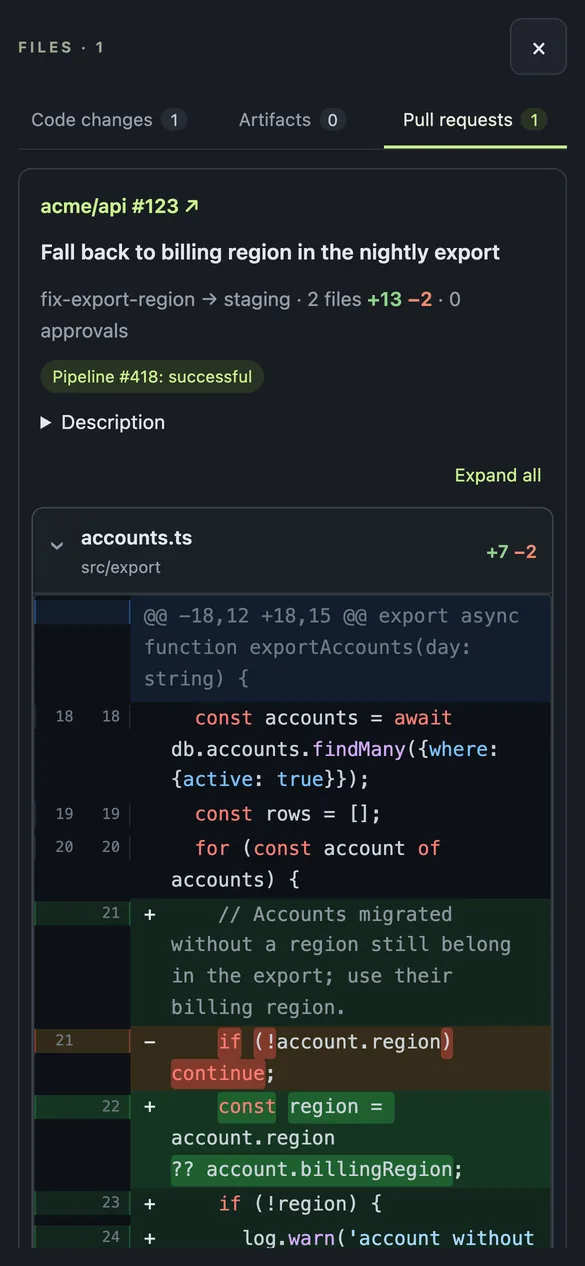 FILES · 1
×
Code changes 1 Artifacts 0 Pull requests 1
acme/api #123 ↗
Fall back to billing region in the nightly export
fix-export-region → staging · 2 files +13 −2 · 0
approvals
Pipeline #418: successful
▶ Description
Expand all
accounts.ts
src/export
+7 −2
@@ −18,12 +18,15 @@ export async
function exportAccounts(day:
string) {
18 18 const accounts = await
db.accounts.findMany({where:
{active: true}});
19 19 const rows = [];
20 20 for (const account of
accounts) {
21 + // Accounts migrated
without a region still belong
in the export; use their
billing region.
21 − if (!account.region)
continue;
22 + const region =
account.region
?? account.billingRegion;
23 + if (!region) {
24 + log.warn('account without